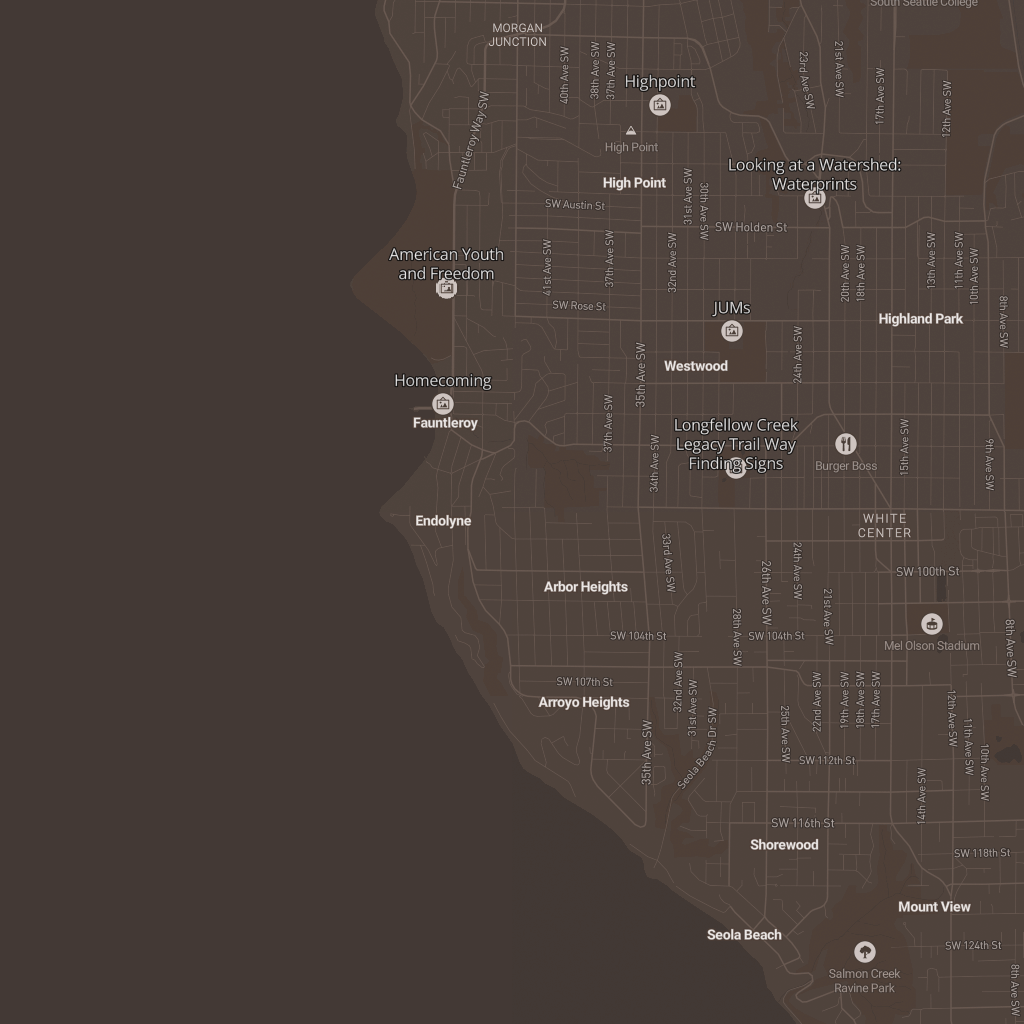 South Seattle College
MORGAN
JUNCTION
40th Ave SW
38th Ave SW
37th Ave SW
23rd Ave SW
21st Ave SW
17th Ave SW
12th Ave SW
Highpoint
Fauntleroy Way SW
High Point
High Point
Looking at a Watershed:
Waterprints
31st Ave SW
30th Ave SW
SW Austin St
SW Holden St
American Youth
and Freedom
41st Ave SW
37th Ave SW
32nd Ave SW
20th Ave SW
18th Ave SW
13th Ave SW
11th Ave SW
10th Ave SW
SW Rose St
JUMs
Highland Park
8th Ave SW
Westwood
24th Ave SW
35th Ave SW
Homecoming
Fauntleroy
37th Ave SW
34th Ave SW
Longfellow Creek
Legacy Trail Way
Finding Signs
Burger Boss
15th Ave SW
9th Ave SW
Endolyne
WHITE
CENTER
33rd Ave SW
24th Ave SW
26th Ave SW
SW 100th St
Arbor Heights
21st Ave SW
28th Ave SW
SW 104th St
SW 104th St
Mel Olson Stadium
8th Ave SW
SW 107th St
32nd Ave SW
31st Ave SW
22nd Ave SW
19th Ave SW
18th Ave SW
17th Ave SW
Arroyo Heights
12th Ave SW
11th Ave SW
10th Ave SW
25th Ave SW
35th Ave SW
Seola Beach Dr SW
SW 112th St
14th Ave SW
SW 116th St
Shorewood
SW 118th St
Mount View
Seola Beach
SW 124th St
Salmon Creek
Ravine Park
8th Ave SW